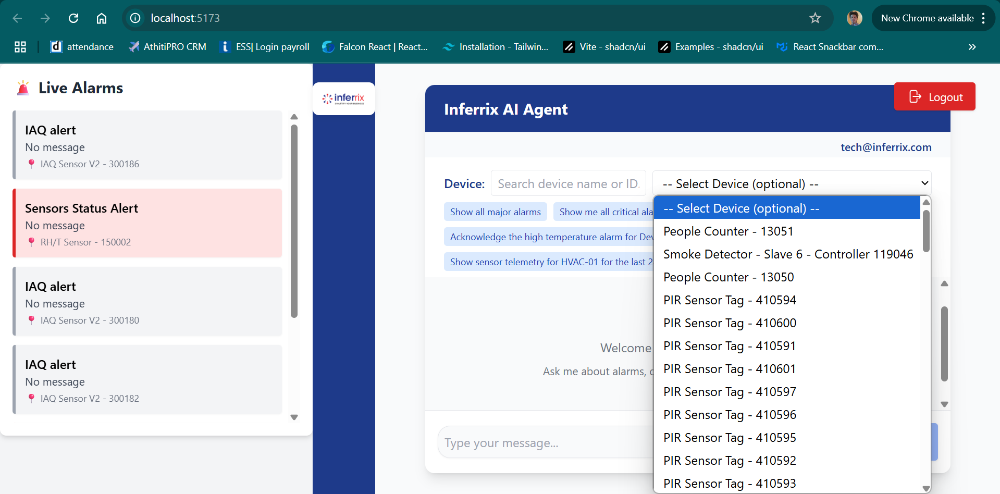 localhost:5173
New Chrome available
attendance
AthitiPRO CRM
ESS| Login payroll
Falcon React | React...
Installation - Tailwin...
Vite - shadcn/ui
Examples - shadcn/ui
React Snackbar com...
Live Alarms
IAQ alert
No message
IAQ Sensor V2 - 300186
Sensors Status Alert
No message
RH/T Sensor - 150002
IAQ alert
No message
IAQ Sensor V2 - 300180
IAQ alert
No message
IAQ Sensor V2 - 300182
inferrix
SMARTIFY YOUR BUSINESS
Inferrix AI Agent
Logout
tech@inferrix.com
Device:
Search device name or ID.
-- Select Device (optional) --
Show all major alarms
Show me all critical ala
Acknowledge the high temperature alarm for Dev
Show sensor telemetry for HVAC-01 for the last 2
Welcome
Ask me about alarms,
Type your message...
-- Select Device (optional) --
People Counter - 13051
Smoke Detector - Slave 6 - Controller 119046
People Counter - 13050
PIR Sensor Tag - 410594
PIR Sensor Tag - 410600
PIR Sensor Tag - 410591
PIR Sensor Tag - 410601
PIR Sensor Tag - 410597
PIR Sensor Tag - 410596
PIR Sensor Tag - 410595
PIR Sensor Tag - 410592
PIR Sensor Tag - 410593